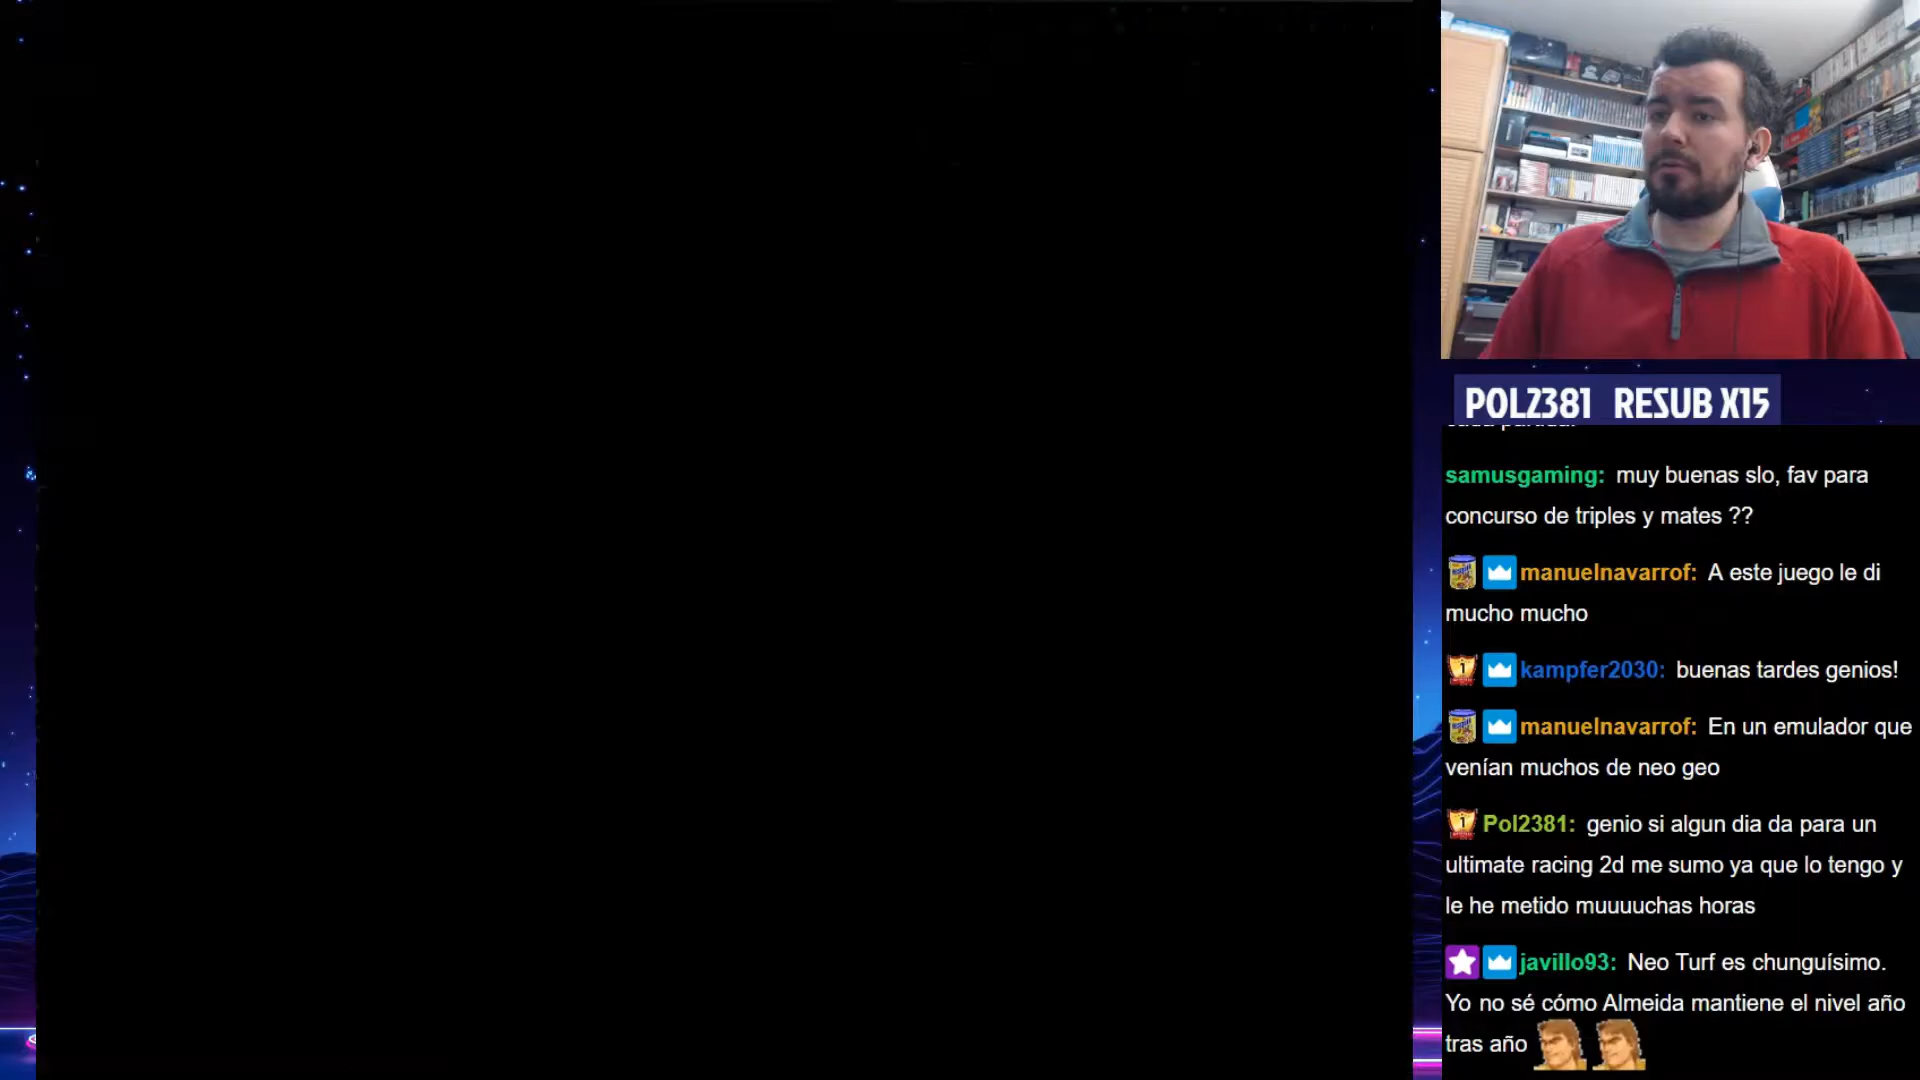 POL2381 RESUB X15
samusgaming: muy buenas slo, fav para
concurso de triples y mates ??
manuelnavarrof: A este juego le di
mucho mucho
kampfer2030: buenas tardes genios!
manuelnavarrof: En un emulador que
venían muchos de neo geo
Pol2381: genio si algun dia da para un
ultimate racing 2d me sumo ya que lo tengo y
le he metido muuuuchas horas
javillo93: Neo Turf es chunguísimo.
Yo no sé cómo Almeida mantiene el nivel año
tras año